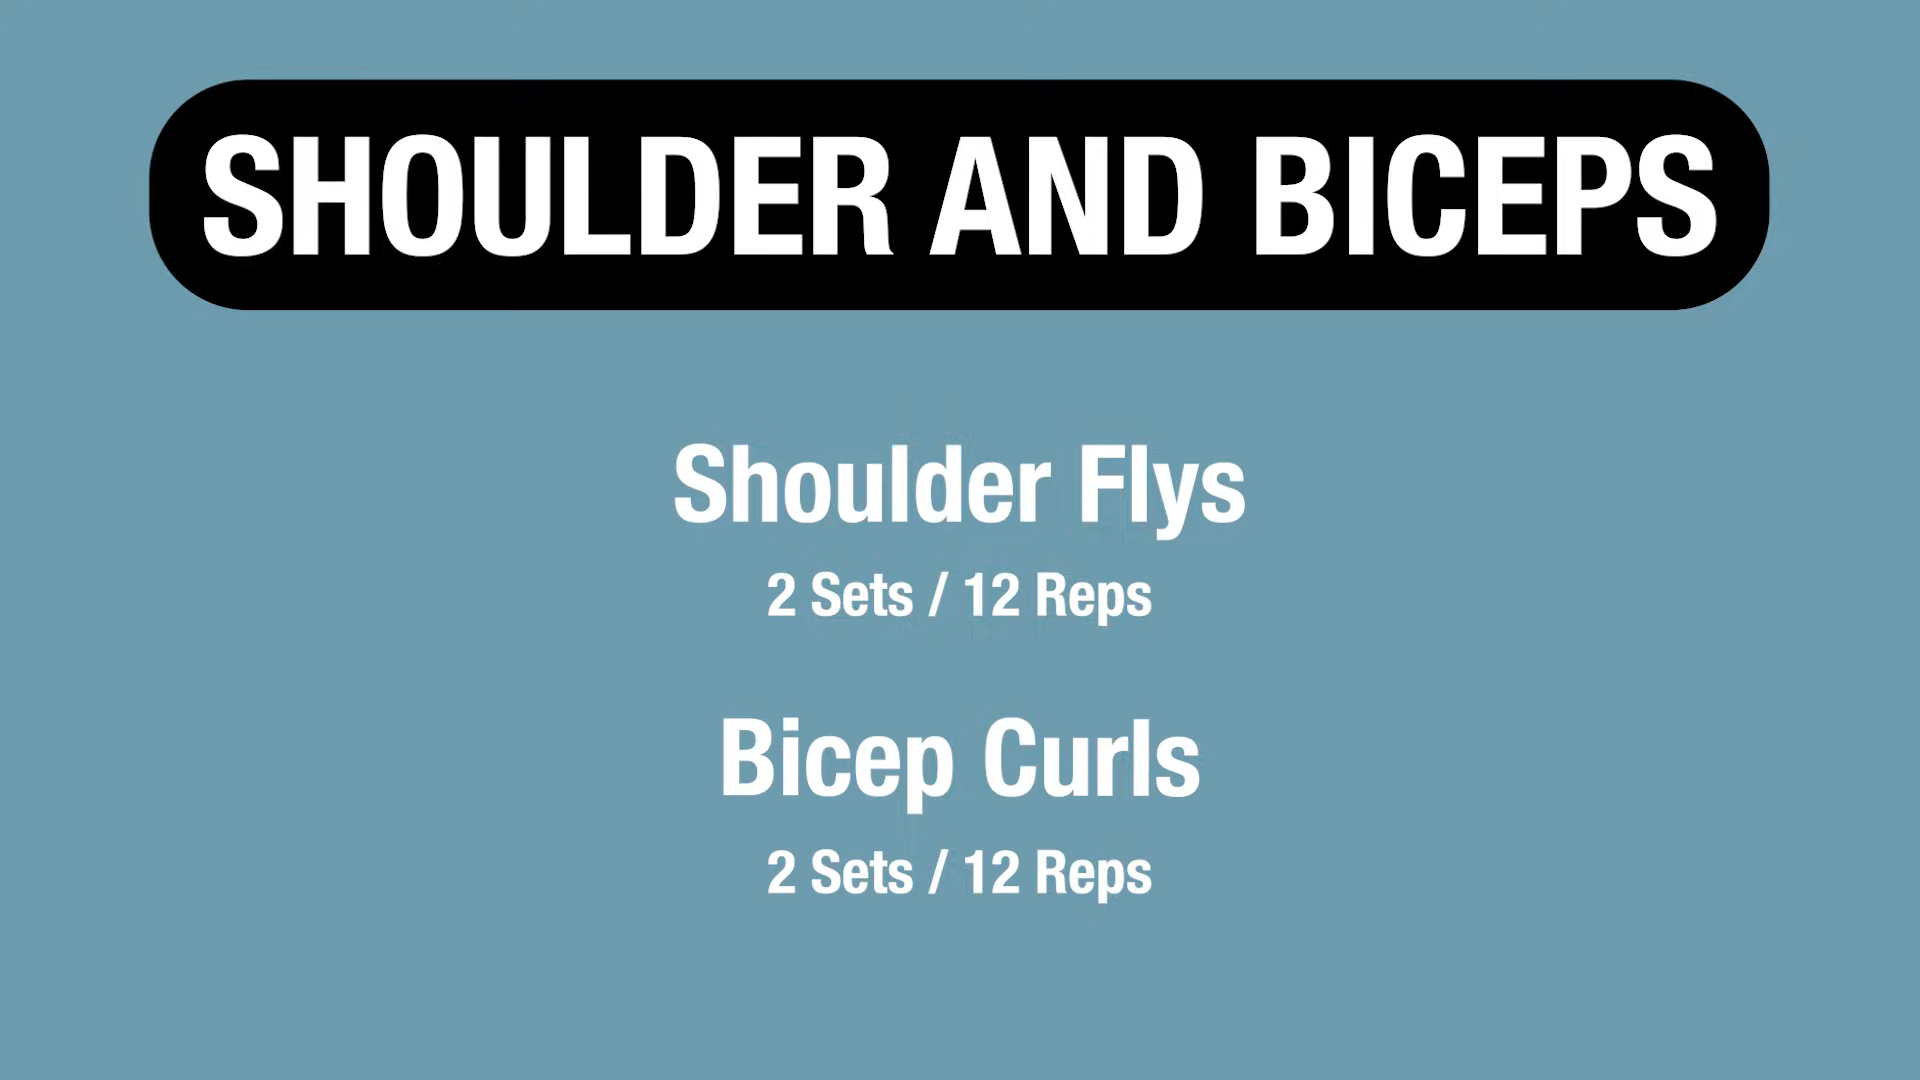 SHOULDER AND BICEPS
Shoulder Flys
2 Sets / 12 Reps
Bicep Curls
2 Sets / 12 Reps